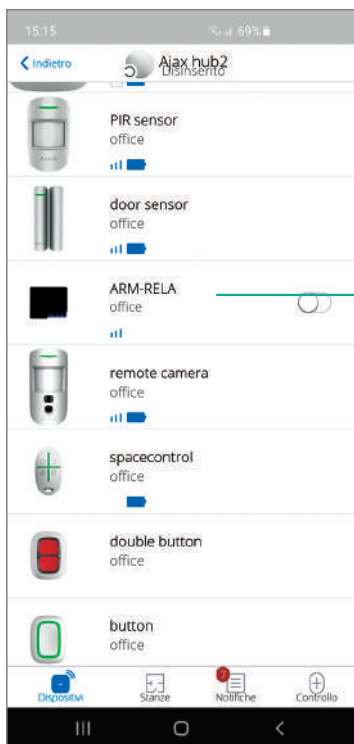 15:15
69%
Indietro
Ajax hub2
Disinserito
AJAX
PIR sensor
office
door sensor
office
ARM-RELA
office
remote camera
office
spacecontrol
office
double button
office
button
office
7
Dispositivi
Stanze
Notifiche
Controllo